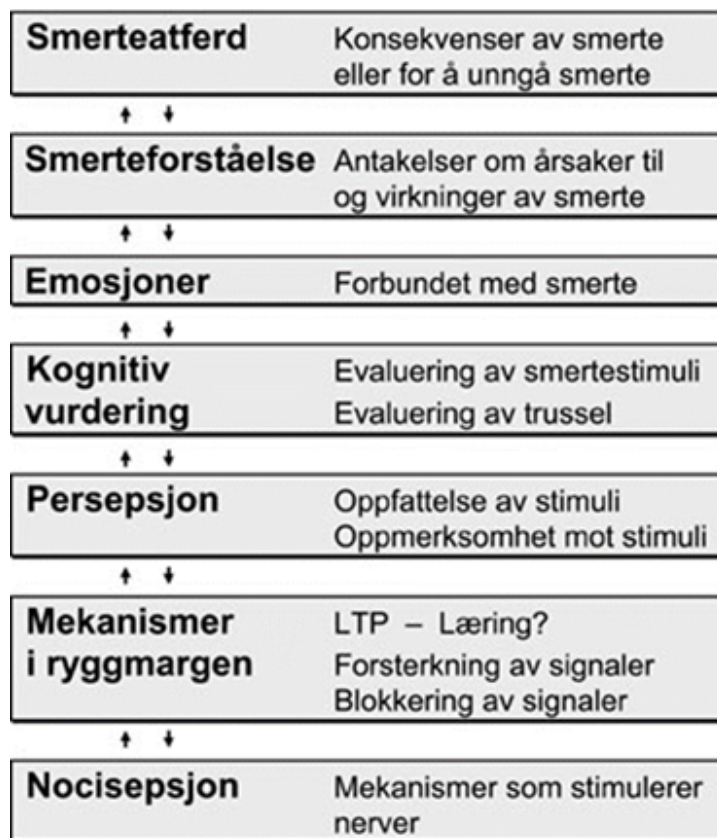 Smerteatferd Konsekvenser av smerte
eller for å unngå smerte
Smerteforståelse Antakelser om årsaker til
og virkninger av smerte
Emosjoner Forbundet med smerte
Kognitiv Evaluering av smertestimuli
vurdering Evaluering av trussel
Persepsjon Oppfattelse av stimuli
Oppmerksomhet mot stimuli
Mekanismer LTP – Læring?
i ryggmargen Forsterkning av signaler
Blokkering av signaler
Nocisepsjon Mekanismer som stimulerer
nerver